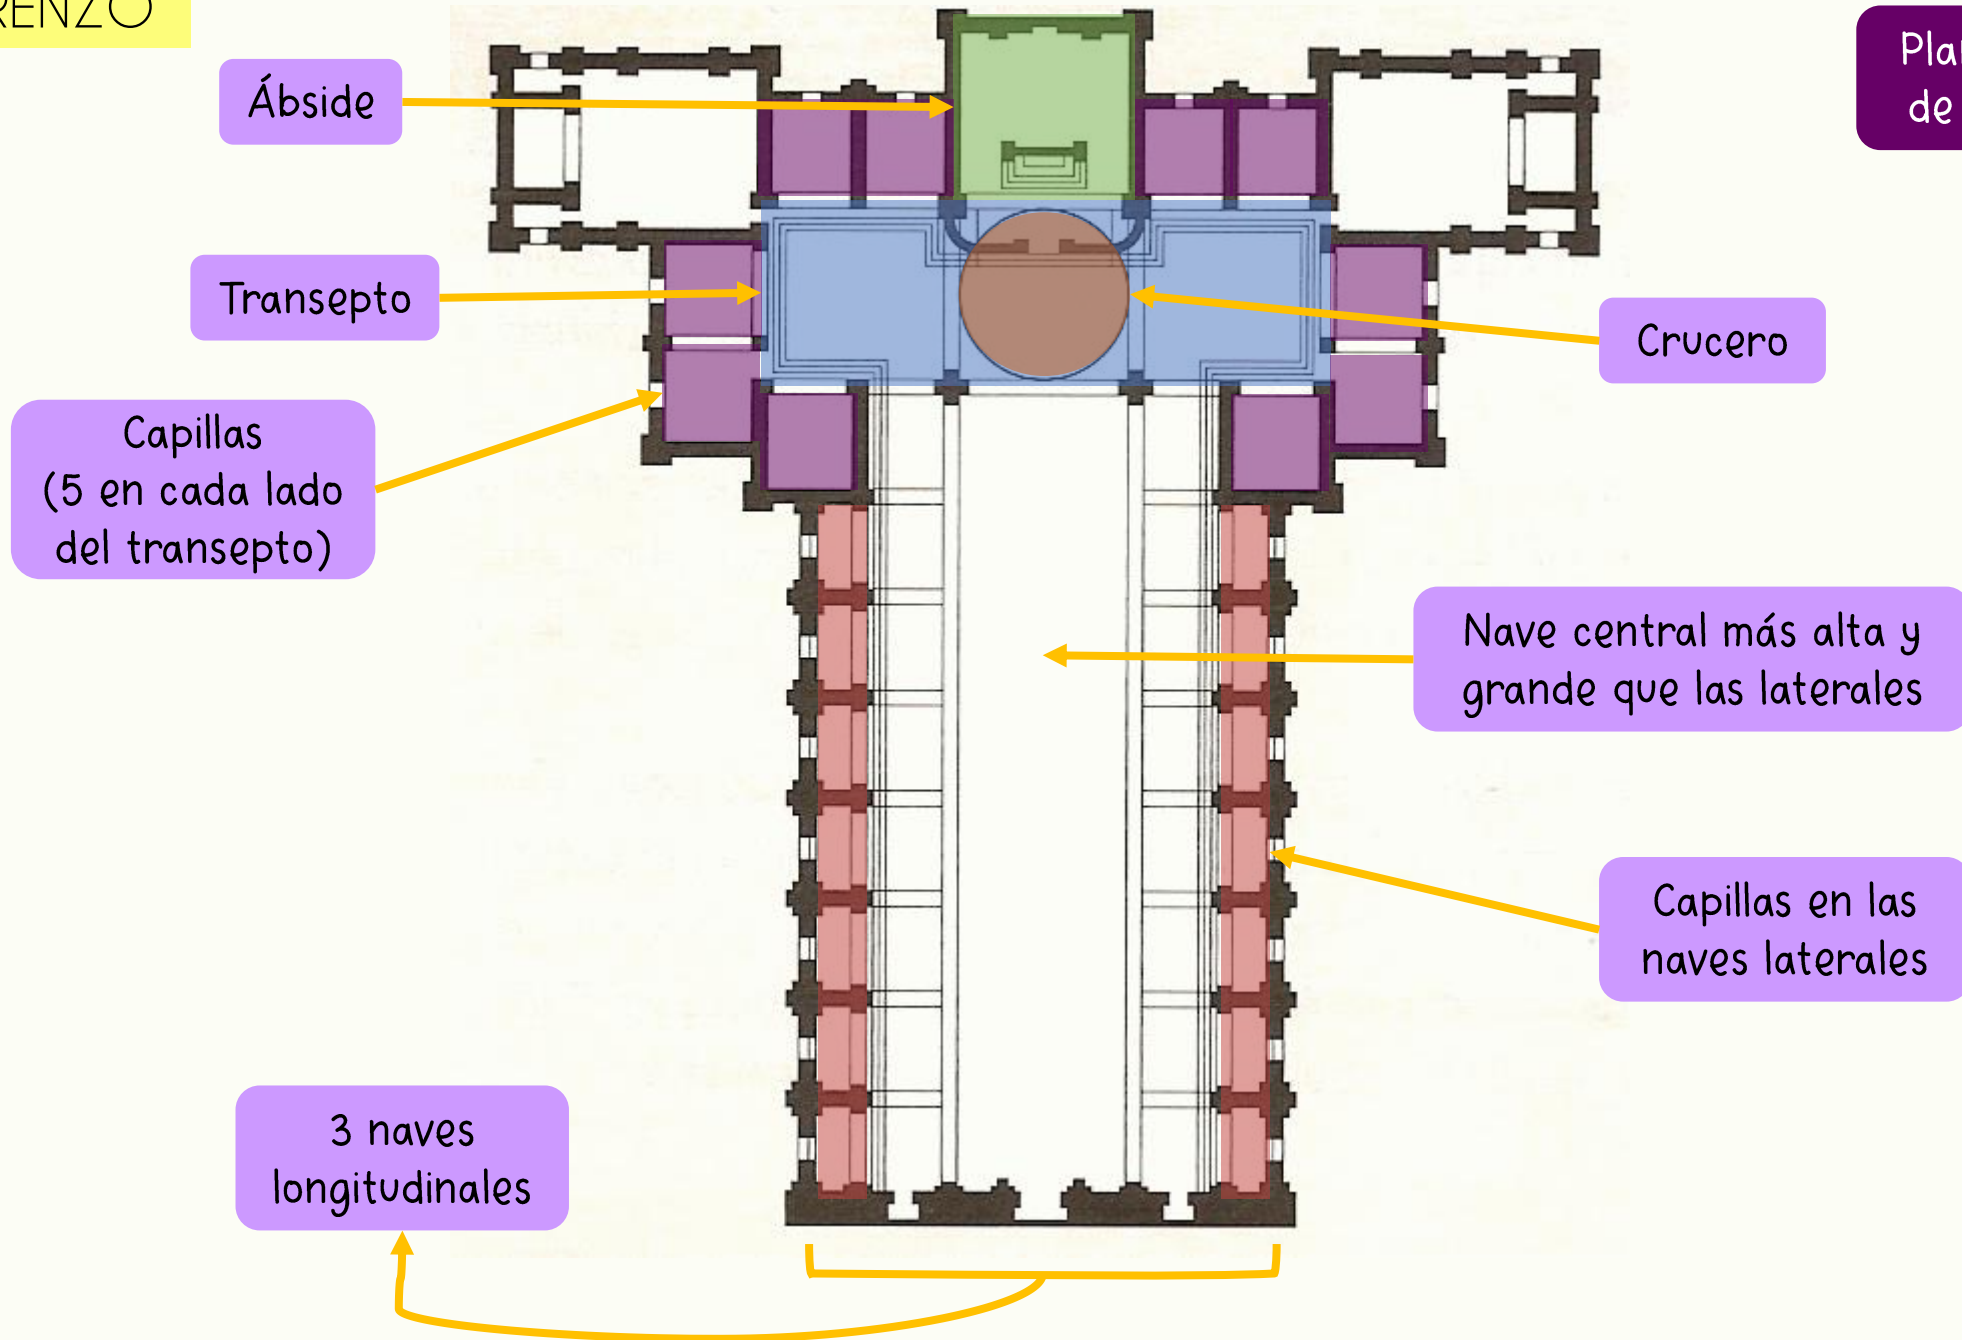 Ábside
Transepto
Capillas
(5 en cada lado
del transepto)
3 naves
longitudinales
de
Crucero
Nave central más alta y
grande que las laterales
Capillas en las
naves laterales